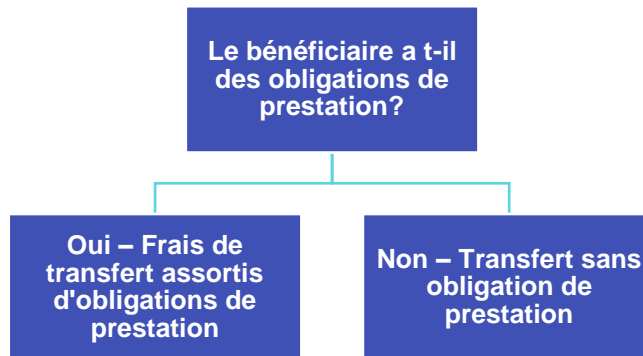 Le bénéficiaire a t-il
des obligations de
prestation?
Oui – Frais de
transfert assortis
d'obligations de
prestation
Non – Transfert sans
obligation de
prestation